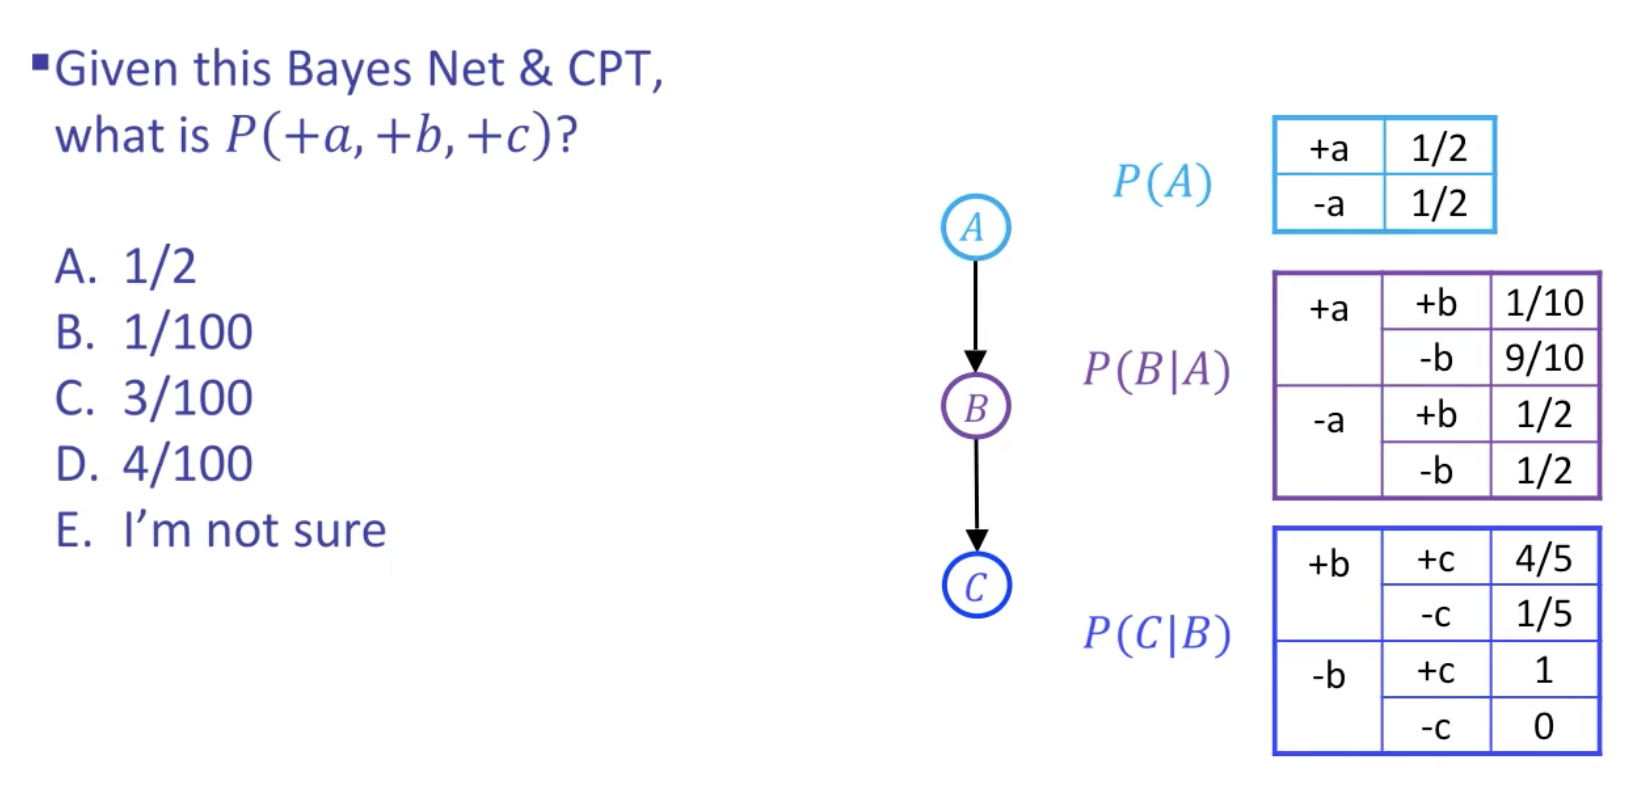 ▪Given this Bayes Net & CPT,
what is P(+a, +b, +c)?
A. 1/2
B. 1/100
C. 3/100
D. 4/100
E. I’m not sure
A
B
C
P(A)
+a 1/2
-a 1/2
P(B|A)
+a +b 1/10
-b 9/10
-a +b 1/2
-b 1/2
P(C|B)
+b +c 4/5
-c 1/5
-b +c 1
-c 0